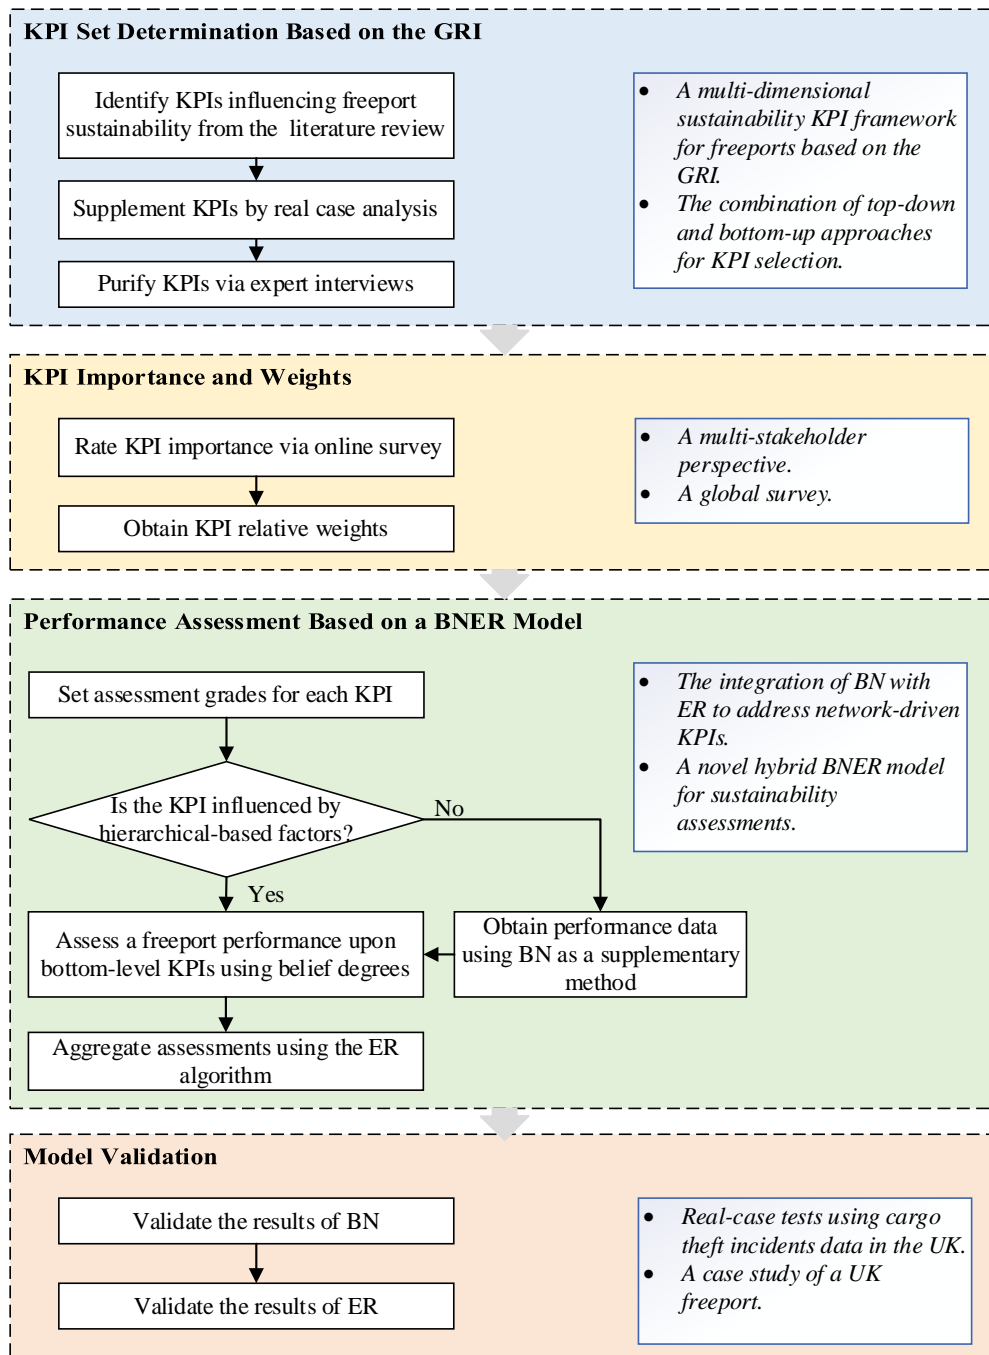 KPI Set Determination Based on the GRI
Identify KPIs influencing freeport
sustainability from the literature review
Supplement KPIs by real case analysis
Purify KPIs via expert interviews
• A multi-dimensional
sustainability KPI framework
for freeports based on the
GRI.
• The combination of top-down
and bottom-up approaches
for KPI selection.
KPI Importance and Weights
Rate KPI importance via online survey
Obtain KPI relative weights
• A multi-stakeholder
perspective.
• A global survey.
Performance Assessment Based on a BNER Model
Set assessment grades for each KPI
Is the KPI influenced by
hierarchical-based factors?
No
Yes
Assess a freeport performance upon
bottom-level KPIs using belief degrees
Obtain performance data
using BN as a supplementary
method
Aggregate assessments using the ER
algorithm
• The integration of BN with
ER to address network-driven
KPIs.
• A novel hybrid BNER model
for sustainability
assessments.
Model Validation
Validate the results of BN
Validate the results of ER
• Real-case tests using cargo
theft incidents data in the UK.
• A case study of a UK
freeport.